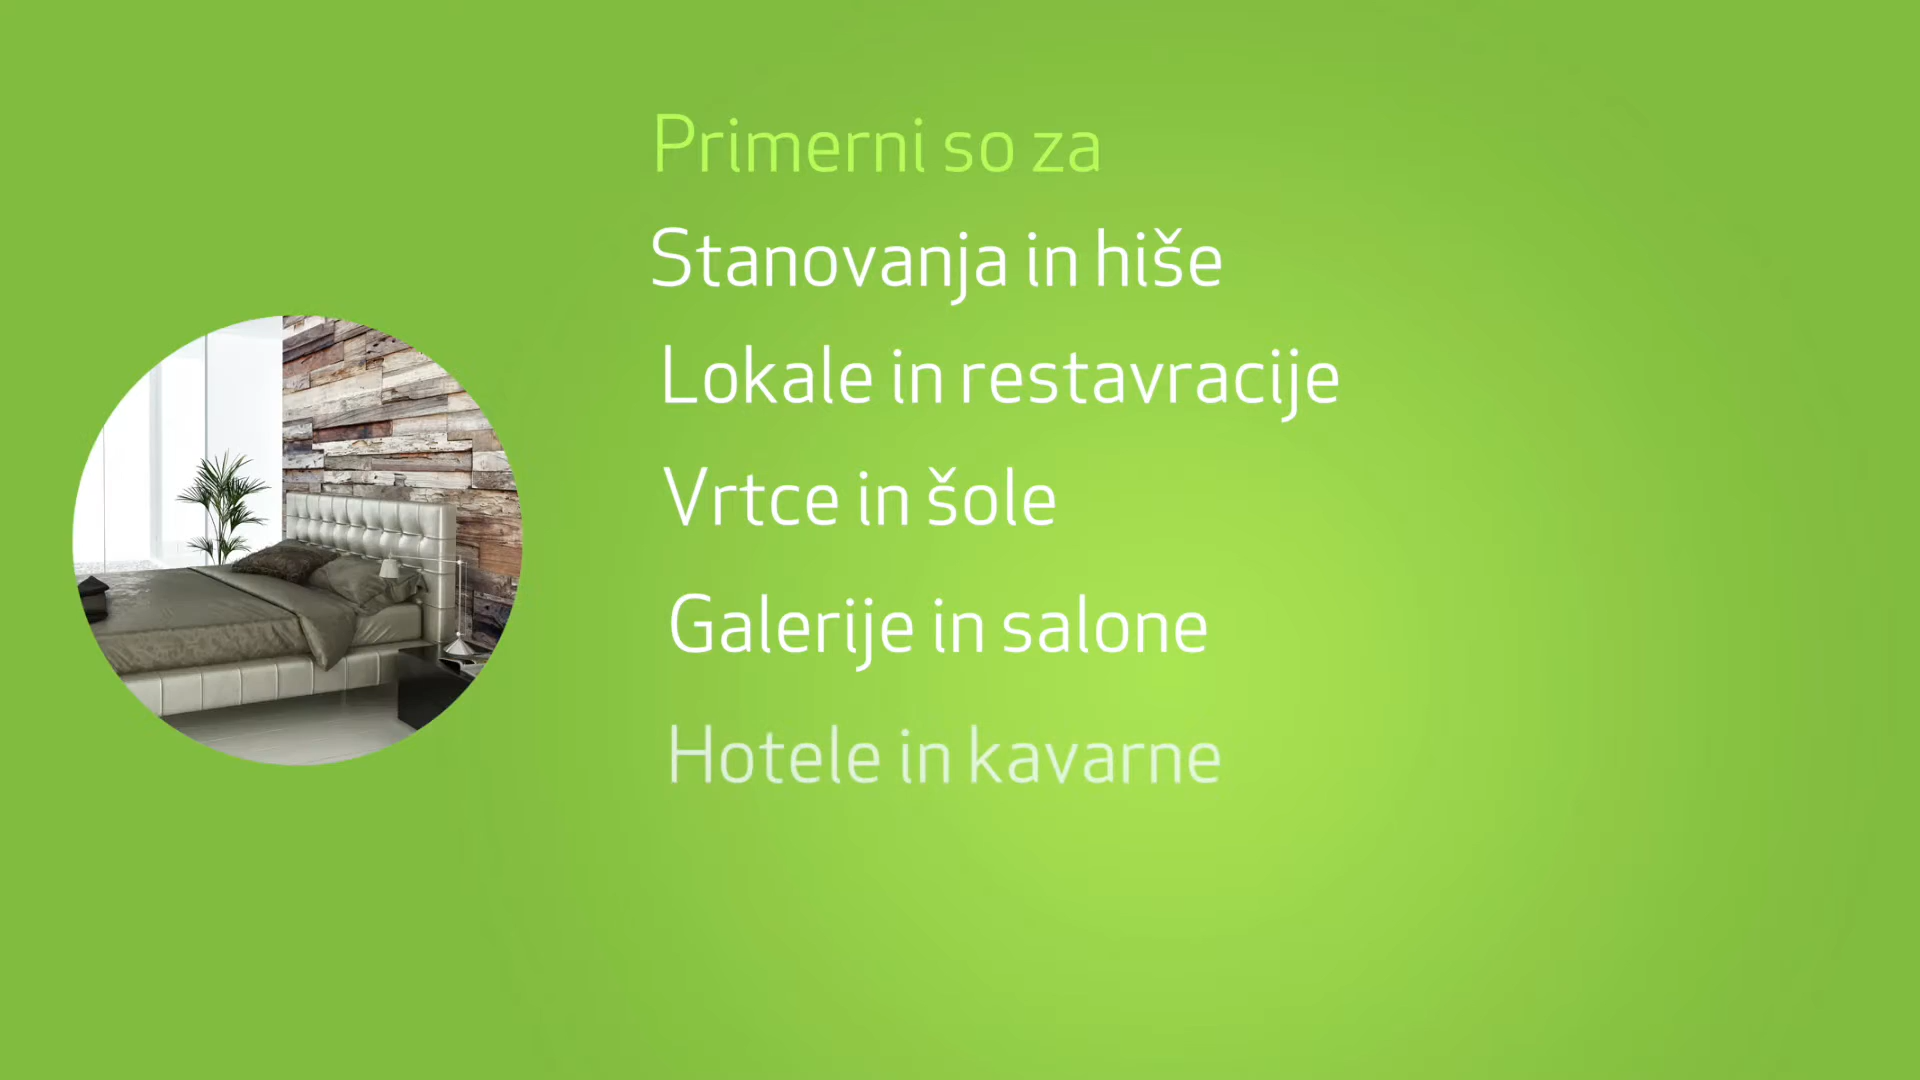 Primerni so za
Stanovanja in hiše
Lokale in restavracije
Vrtce in šole
Galerije in salone
Hotele in kavarne